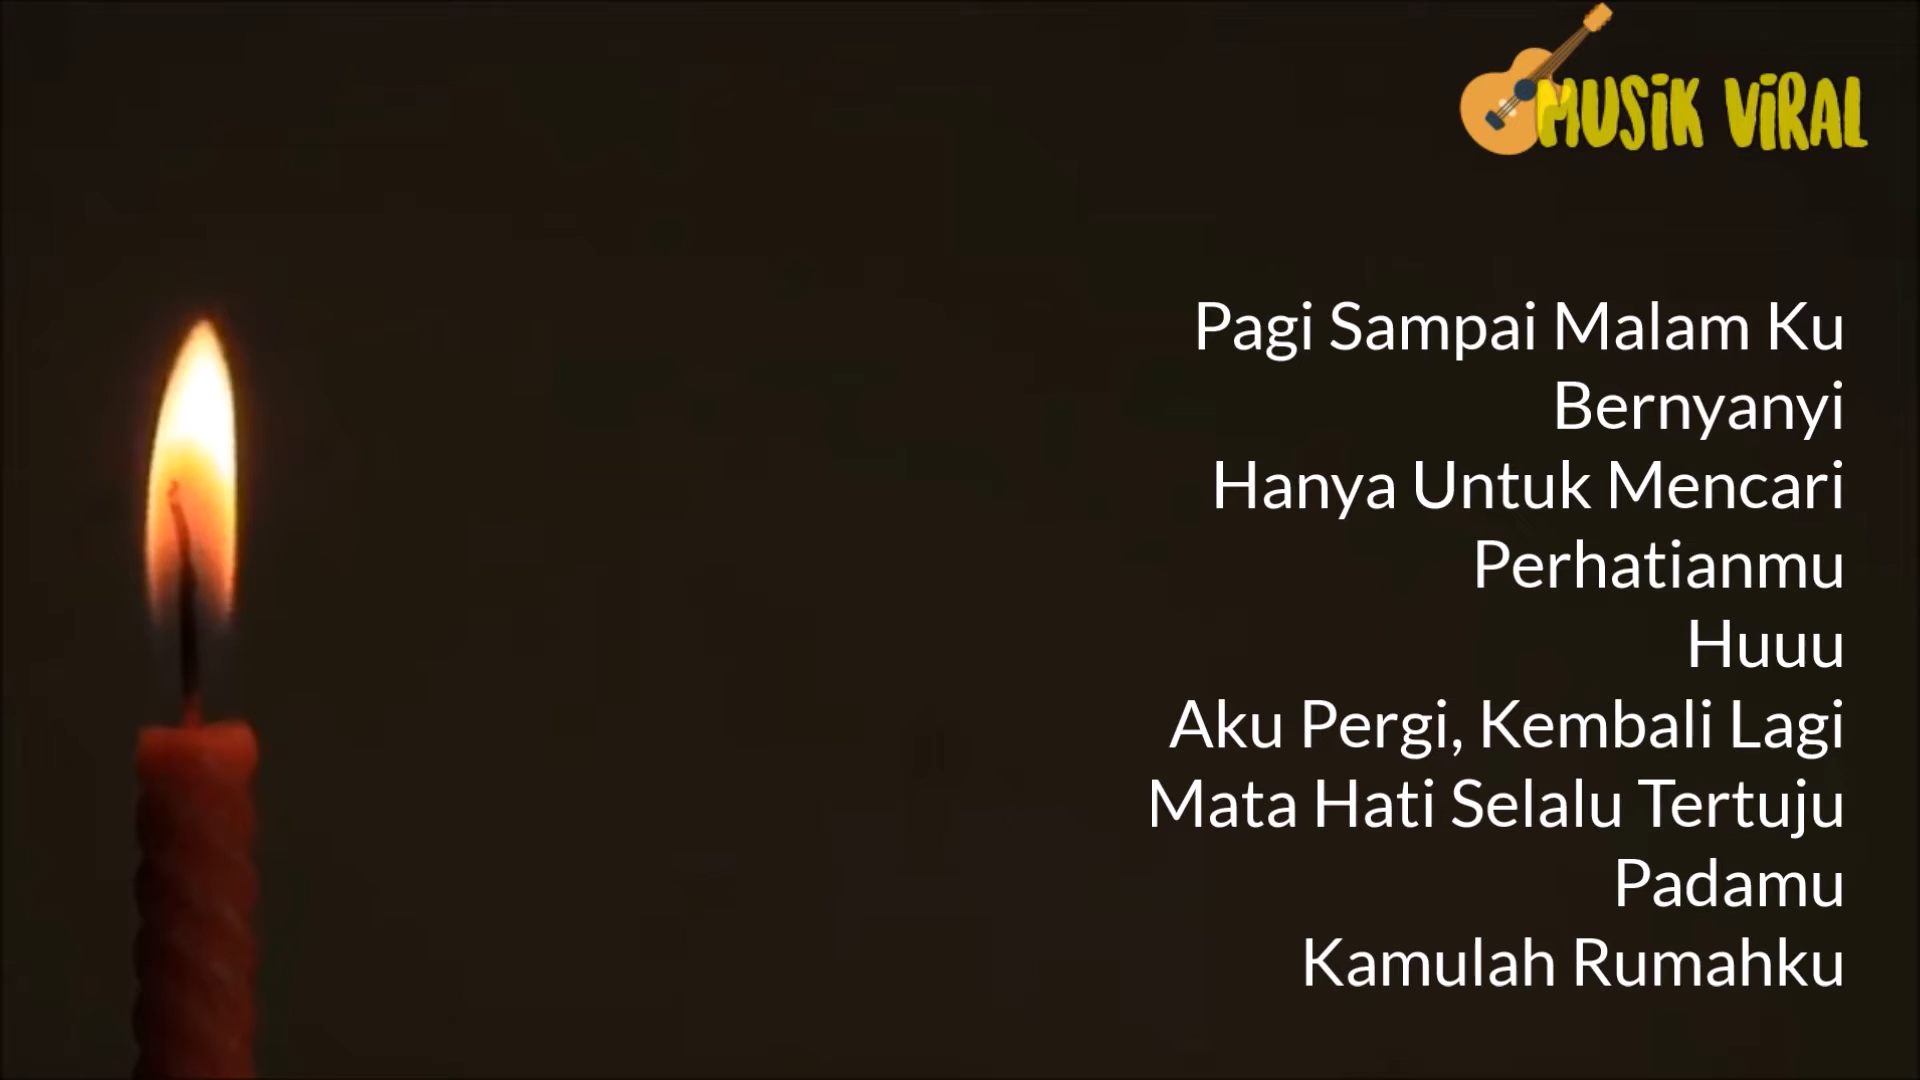 MUSiK ViRAL
Pagi Sampai Malam Ku
Bernyanyi
Hanya Untuk Mencari
Perhatianmu
Huuu
Aku Pergi, Kembali Lagi
Mata Hati Selalu Tertuju
Padamu
Kamulah Rumahku